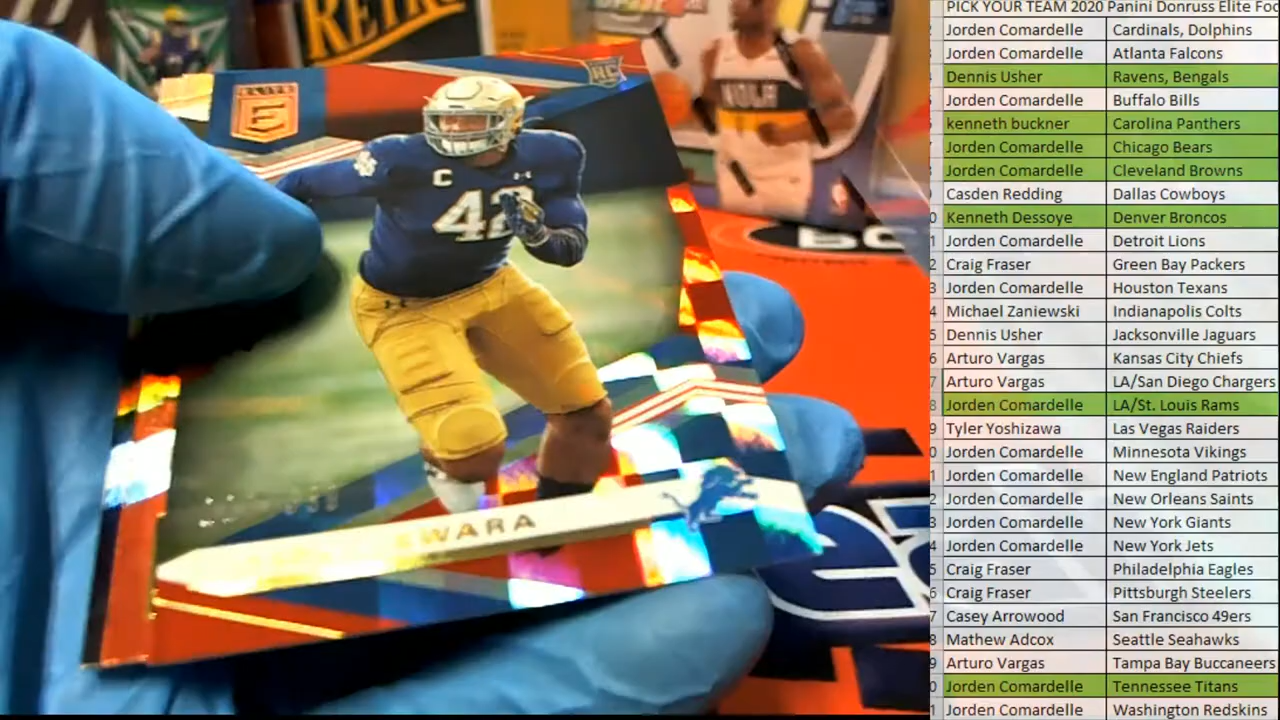 PICK YOUR TEAM 2020 Panini Donruss Elite Foo
Jorden Comardelle Cardinals, Dolphins
Jorden Comardelle Atlanta Falcons
Dennis Usher Ravens, Bengals
Jorden Comardelle Buffalo Bills
kenneth buckner Carolina Panthers
Jorden Comardelle Chicago Bears
Jorden Comardelle Cleveland Browns
Casden Redding Dallas Cowboys
Kenneth Dessoye Denver Broncos
Jorden Comardelle Detroit Lions
Craig Fraser Green Bay Packers
Jorden Comardelle Houston Texans
Michael Zaniewski Indianapolis Colts
Dennis Usher Jacksonville Jaguars
Arturo Vargas Kansas City Chiefs
Arturo Vargas LA/San Diego Chargers
Jorden Comardelle LA/St. Louis Rams
Tyler Yoshizawa Las Vegas Raiders
Jorden Comardelle Minnesota Vikings
Jorden Comardelle New England Patriots
Jorden Comardelle New Orleans Saints
Jorden Comardelle New York Giants
Jorden Comardelle New York Jets
Craig Fraser Philadelphia Eagles
Craig Fraser Pittsburgh Steelers
Casey Arrowood San Francisco 49ers
Mathew Adcox Seattle Seahawks
Arturo Vargas Tampa Bay Buccaneers
Jorden Comardelle Tennessee Titans
Jorden Comardelle Washington Redskins
ELITE
E
RC
C
42
WARA
NOLA